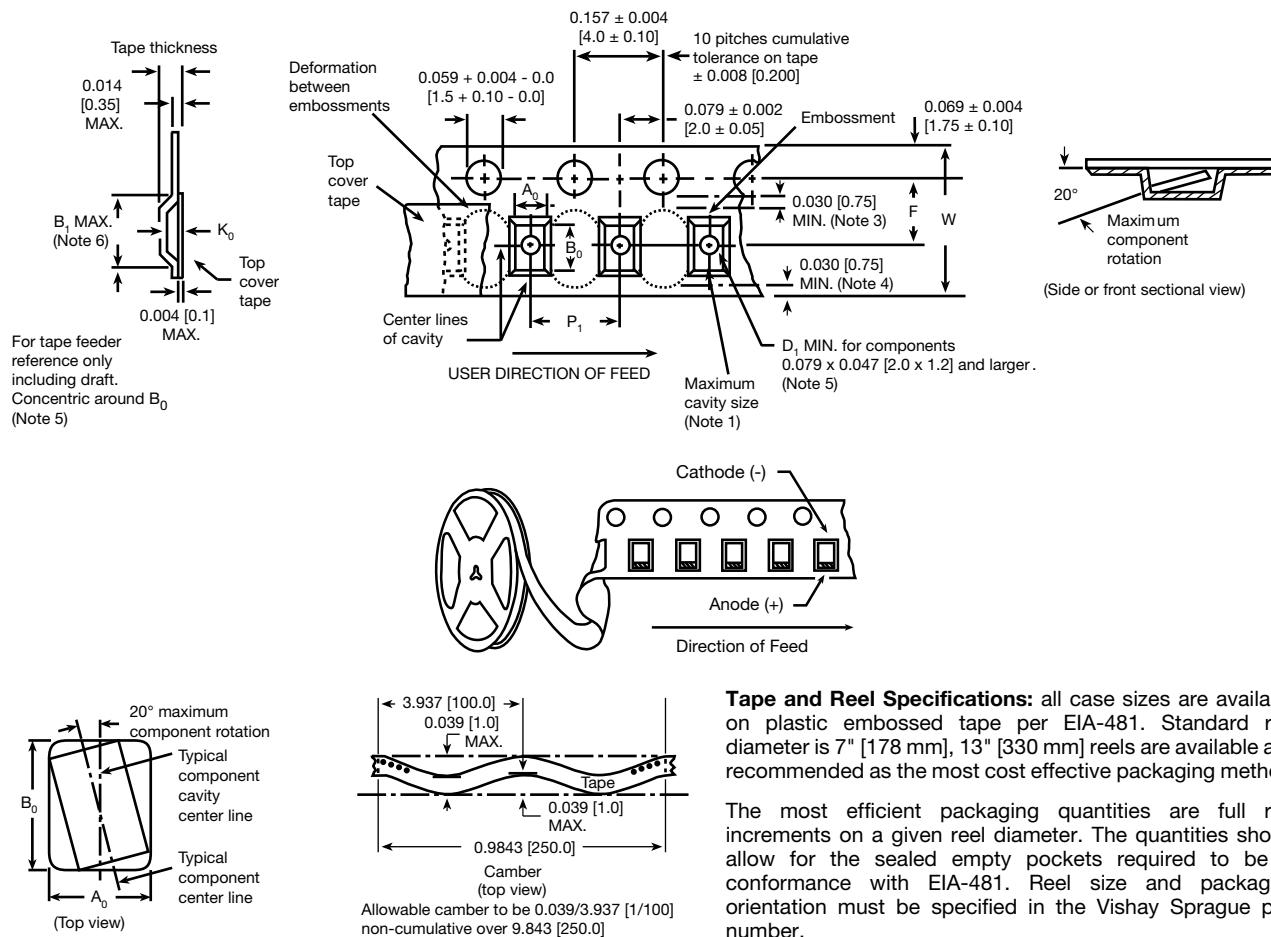 Tape thickness
0.014
[0.35]
MAX.
B1 MAX.
(Note 6)
K0
Top
cover
tape
0.004 [0.1]
MAX.
For tape feeder
reference only
including draft.
Concentric around B0
(Note 5)
Deformation
between
embossments
0.059 + 0.004 - 0.0
[1.5 + 0.10 - 0.0]
0.157 ± 0.004
[4.0 ± 0.10]
10 pitches cumulative
tolerance on tape
± 0.008 [0.200]
0.079 ± 0.002
[2.0 ± 0.05]
Embossment
0.069 ± 0.004
[1.75 ± 0.10]
Top
cover
tape
A0
B0
0.030 [0.75]
MIN. (Note 3)
F
W
0.030 [0.75]
MIN. (Note 4)
Center lines
of cavity
P1
USER DIRECTION OF FEED
Maximum
cavity size
(Note 1)
D1 MIN. for components
0.079 x 0.047 [2.0 x 1.2] and larger.
(Note 5)
20°
Maximum
component
rotation
(Side or front sectional view)
Cathode (-)
Anode (+)
Direction of Feed
20° maximum
component rotation
Typical
component
cavity
center line
B0
Typical
component
center line
A0
(Top view)
3.937 [100.0]
0.039 [1.0]
MAX.
Tape
0.039 [1.0]
MAX.
0.9843 [250.0]
Camber
(top view)
Allowable camber to be 0.039/3.937 [1/100]
non-cumulative over 9.843 [250.0]
Tape and Reel Specifications: all case sizes are
on plastic embossed tape per EIA-481. Standard
diameter is 7" [178 mm], 13" [330 mm] reels are available
recommended as the most cost effective packaging
The most efficient packaging quantities are full
increments on a given reel diameter. The quantities
allow for the sealed empty pockets required to be
conformance with EIA-481. Reel size and
orientation must be specified in the Vishay Sprague
number.